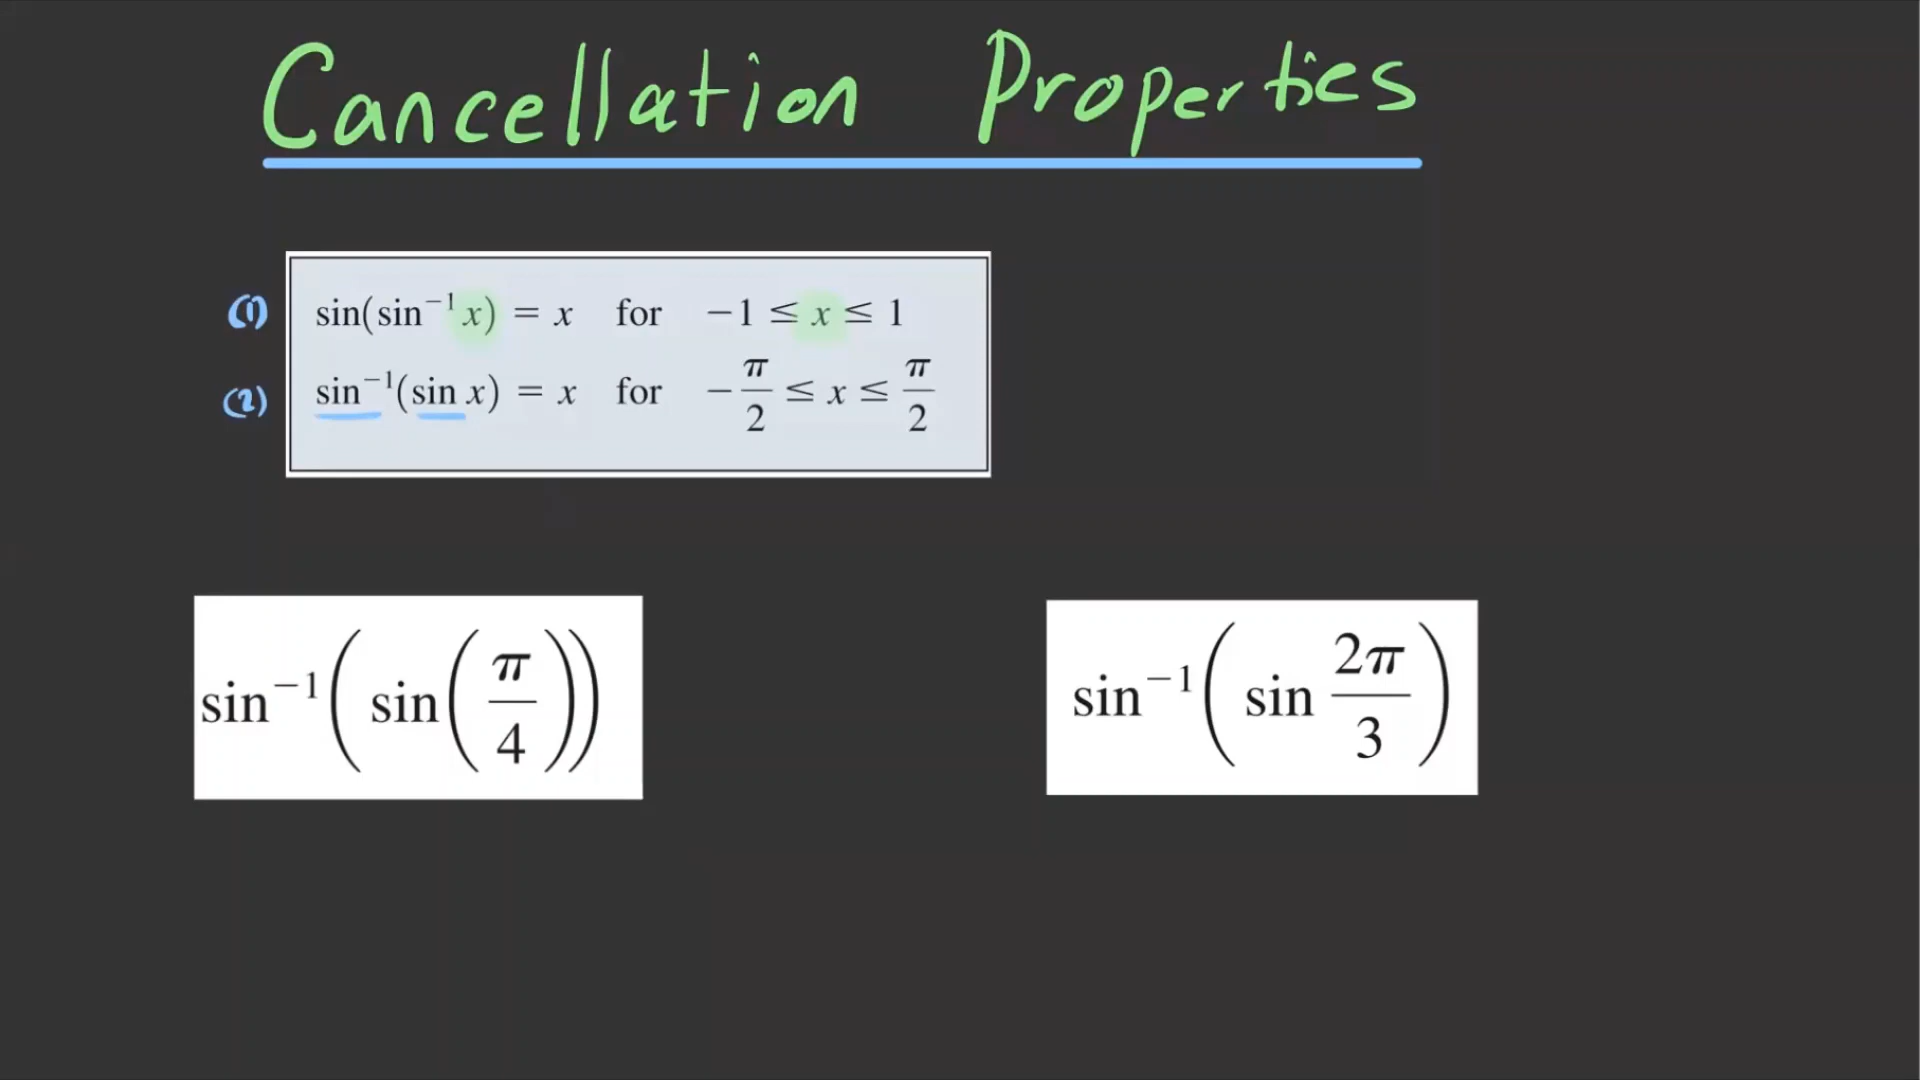 Cancellation Properties
(1) sin(sin⁻¹ x) = x for −1 ≤ x ≤ 1
(2) sin⁻¹(sin x) = x for −π/2 ≤ x ≤ π/2
sin⁻¹(sin(π/4))
sin⁻¹(sin 2π/3)